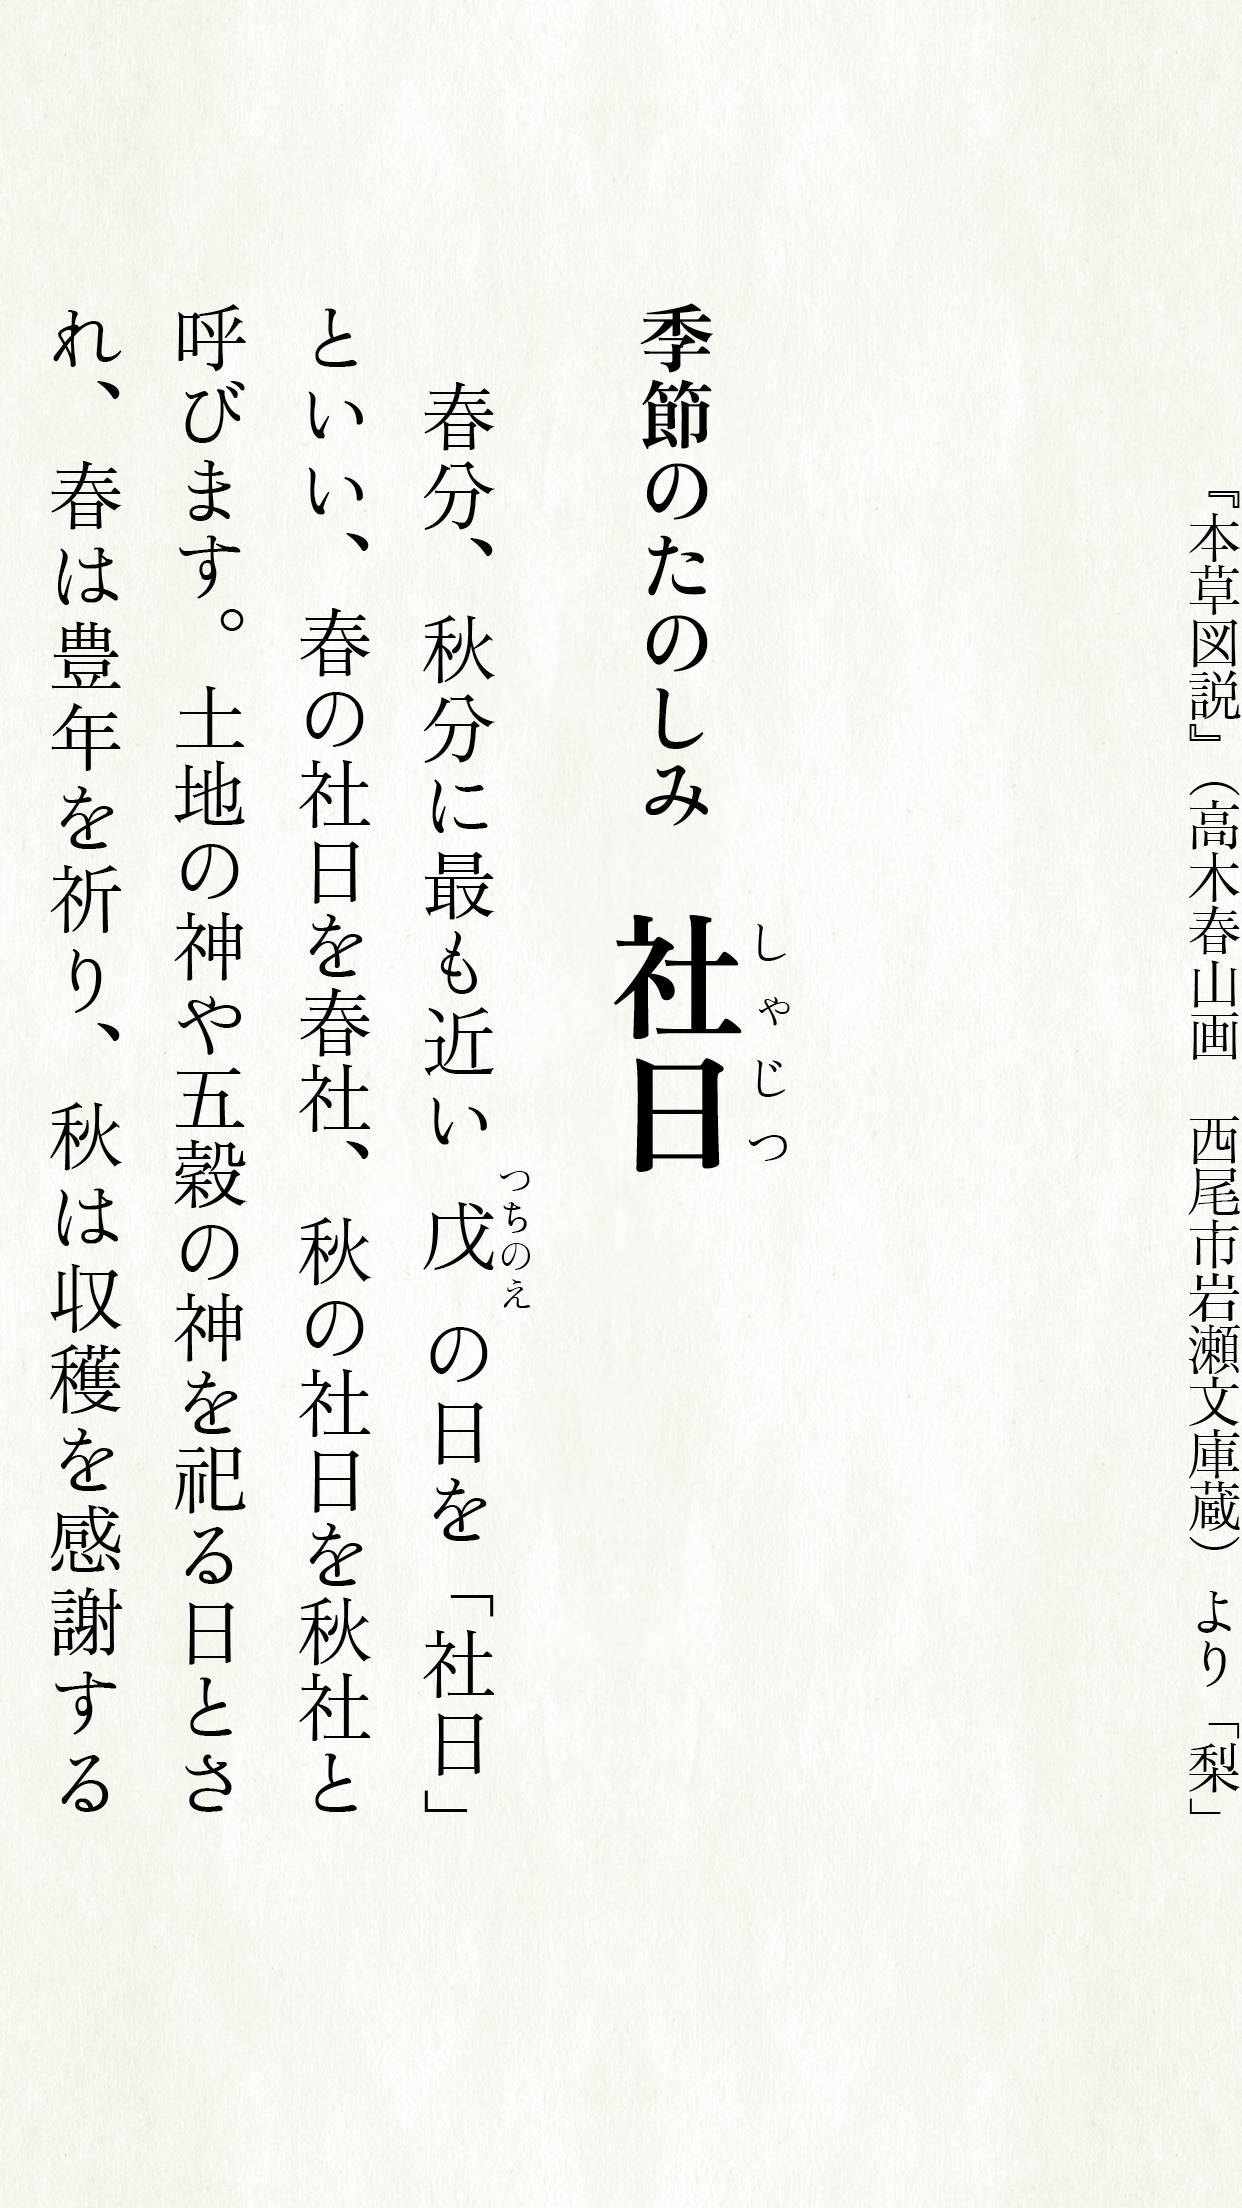 『本草図説』（高木春山画　西尾市岩瀬文庫蔵）より「梨」
季節のたのしみ　社日
しゃじつ
春分、秋分に最も近い戊の日を「社日」
つちのえ
といい、春の社日を春社、秋の社日を秋社と
呼びます。土地の神や五穀の神を祀る日とさ
れ、春は豊年を祈り、秋は収穫を感謝する